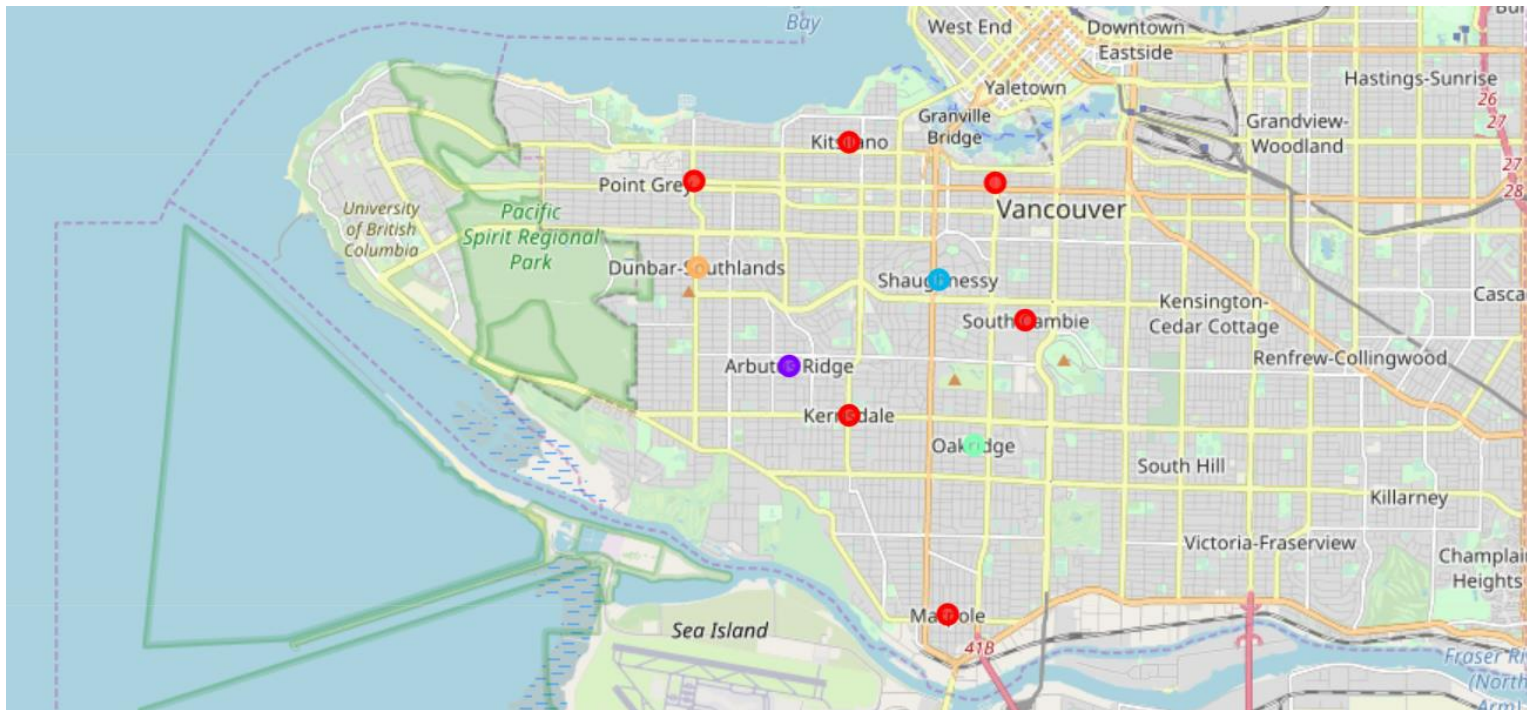 Bay
West End
Downtown
Eastside
Yaletown
Hastings-Sunrise
26
27
Granville
Bridge
Grandview-
Woodland
Kitsilano
27
28
Point Grey
Vancouver
University
of British
Columbia
Pacific
Spirit Regional
Park
Dunbar-Southlands
Shaughnessy
Kensington-
Cedar Cottage
South Cambie
Renfrew-Collingwood
Arbutus Ridge
Kerrisdale
Oakridge
South Hill
Killarney
Victoria-Fraserview
Champlain
Heights
Marpole
Sea Island
41B
Fraser
(North
Arm)